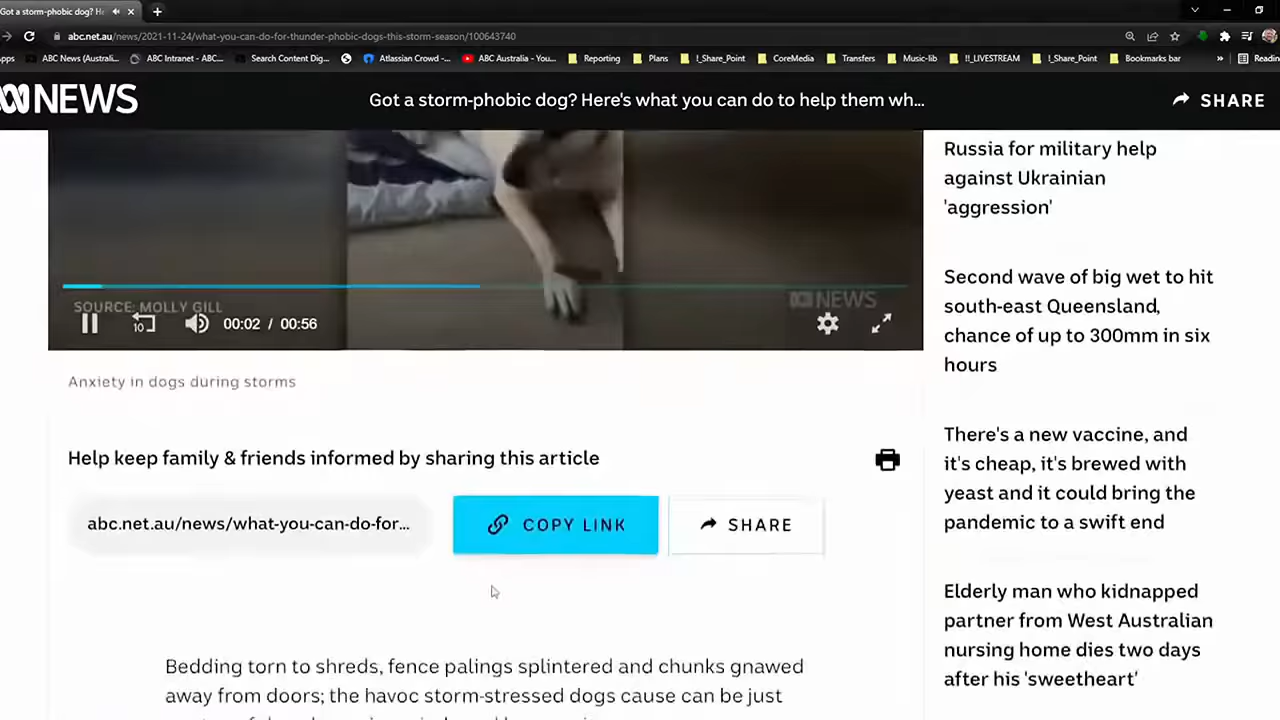 Got a storm-phobic dog? He
abc.net.au/news/2021-11-24/what-you-can-do-for-thunder-phobic-dogs-this-storm-season/100643740
Apps ABC News (Australi... ABC Intranet - ABC... Search Content Dig... Atlassian Crowd -... ABC Australia - You... Reporting Plans !_Share_Point CoreMedia Transfers Music-lib !!_LIVESTREAM !_Share_Point Bookmarks bar » Readin
NEWS
Got a storm-phobic dog? Here's what you can do to help them wh...
SHARE
SOURCE: MOLLY GILL
NEWS
10
00:02 / 00:56
Anxiety in dogs during storms
Help keep family & friends informed by sharing this article
abc.net.au/news/what-you-can-do-for...
COPY LINK
SHARE
Bedding torn to shreds, fence palings splintered and chunks gnawed
away from doors; the havoc storm-stressed dogs cause can be just
Russia for military help
against Ukrainian
'aggression'
Second wave of big wet to hit
south-east Queensland,
chance of up to 300mm in six
hours
There's a new vaccine, and
it's cheap, it's brewed with
yeast and it could bring the
pandemic to a swift end
Elderly man who kidnapped
partner from West Australian
nursing home dies two days
after his 'sweetheart'